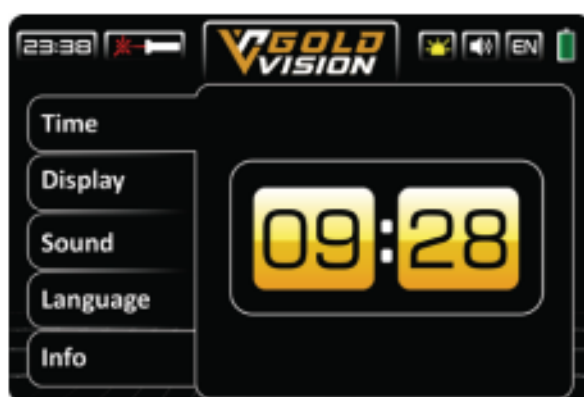 23:38
GOLD
VISION
EN
Time
Display
Sound
Language
Info
09:28